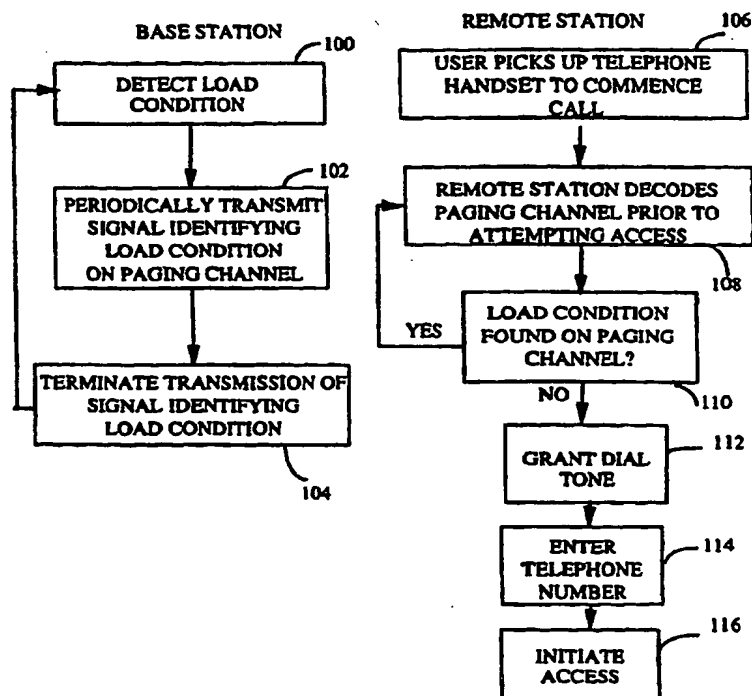 BASE STATION
100
DETECT LOAD
CONDITION
102
PERIODICALLY TRANSMIT
SIGNAL IDENTIFYING
LOAD CONDITION
ON PAGING CHANNEL
TERMINATE TRANSMISSION OF
SIGNAL IDENTIFYING
LOAD CONDITION
104
REMOTE STATION
106
USER PICKS UP TELEPHONE
HANDSET TO COMMENCE
CALL
REMOTE STATION DECODES
PAGING CHANNEL PRIOR TO
ATTEMPTING ACCESS
108
LOAD CONDITION
FOUND ON PAGING
CHANNEL?
YES
NO
110
112
GRANT DIAL
TONE
114
ENTER
TELEPHONE
NUMBER
116
INITIATE
ACCESS